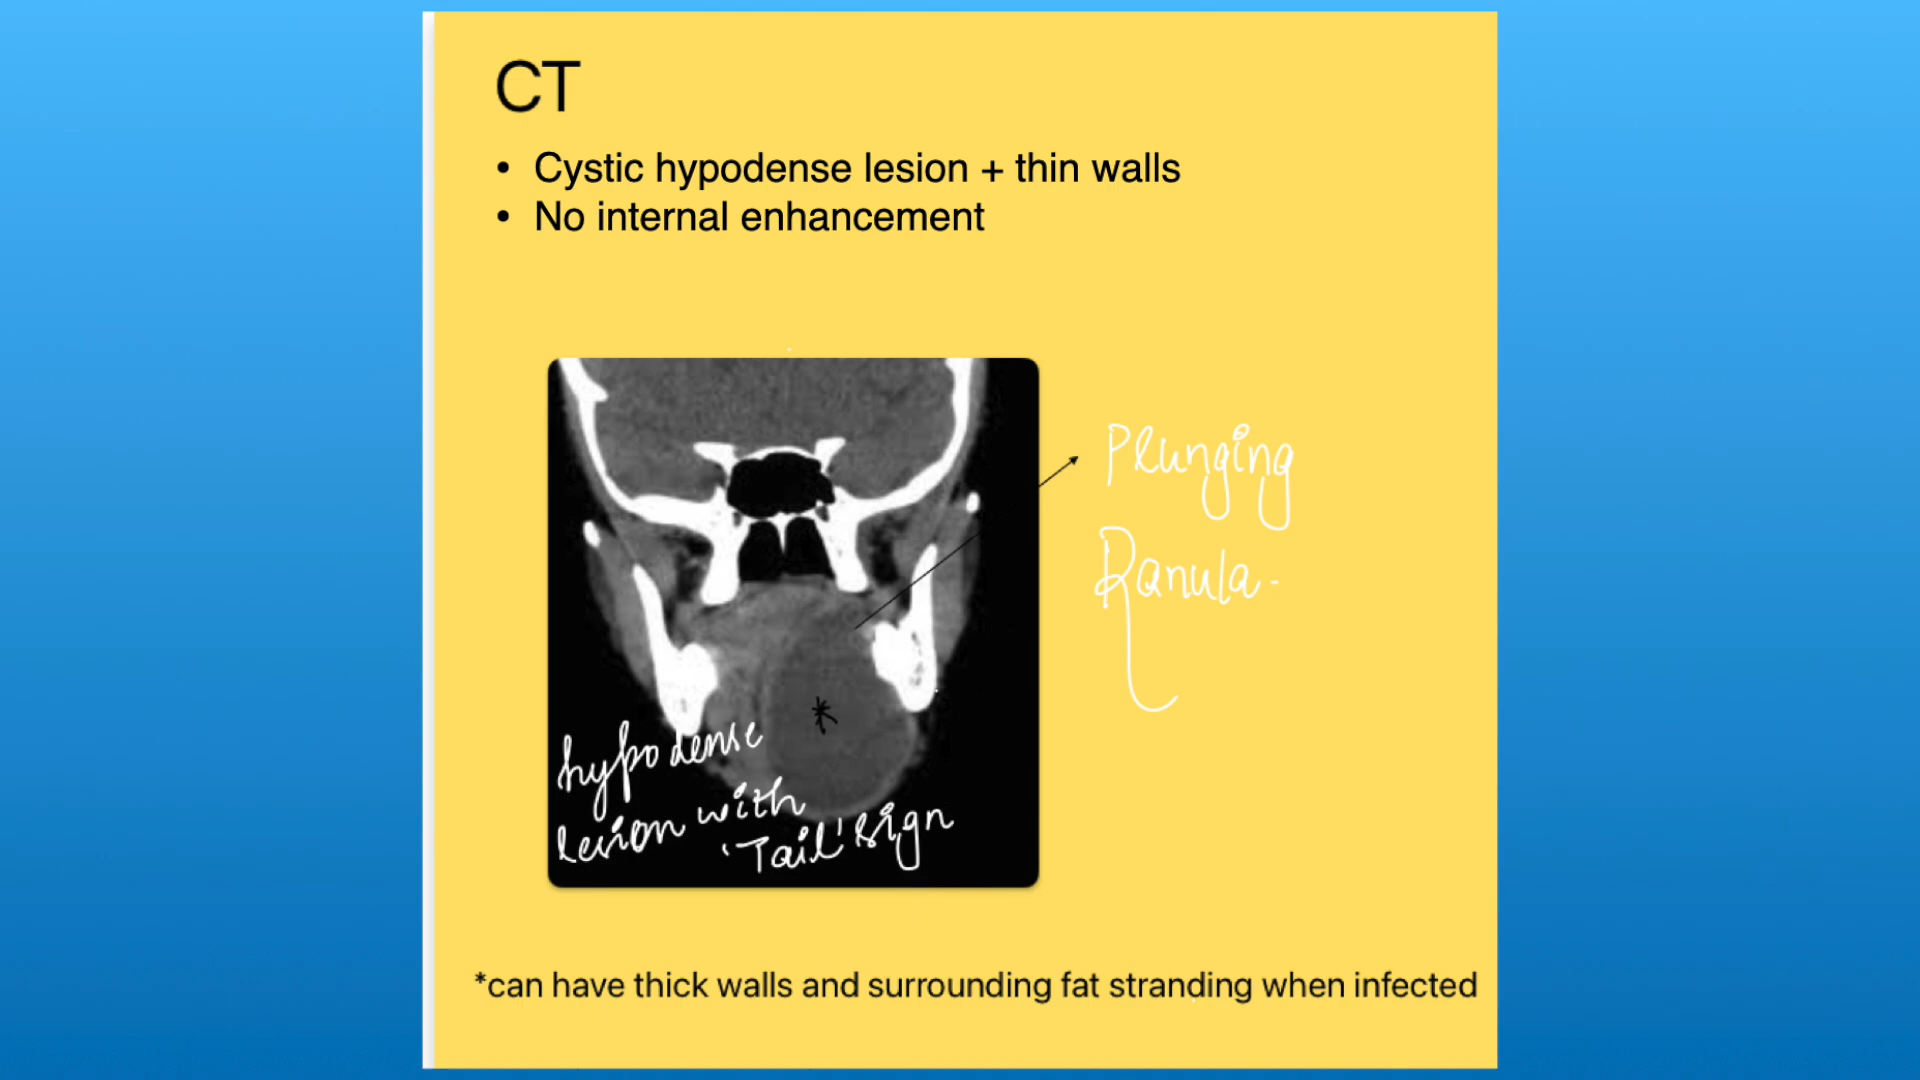 CT
• Cystic hypodense lesion + thin walls
• No internal enhancement
Plunging
Ranula-
*
hypodense
lesion with
'Tail' sign
*can have thick walls and surrounding fat stranding when infected